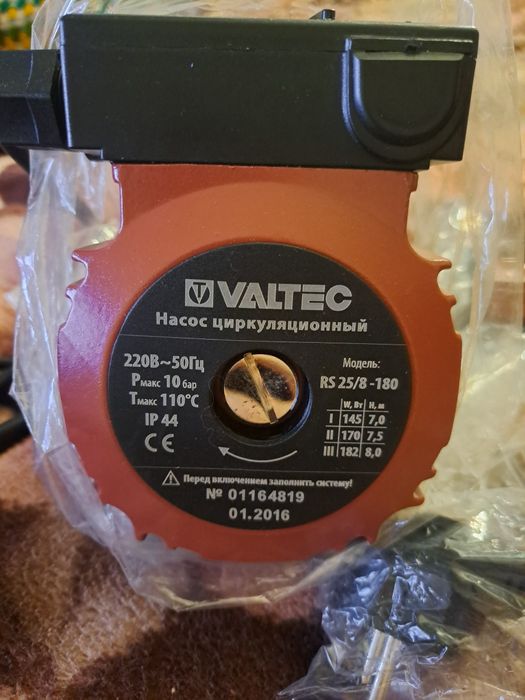 VALTEC
Насос циркуляционный
220В~50Гц
Pмакс 10 бар
Tмакс 110°C
IP 44
CE
Модель:
RS 25/8 -180
W, Вт H, м
I 145 7,0
II 170 7,5
III 182 8,0
Перед включением заполнить систему!
№ 01164819
01.2016